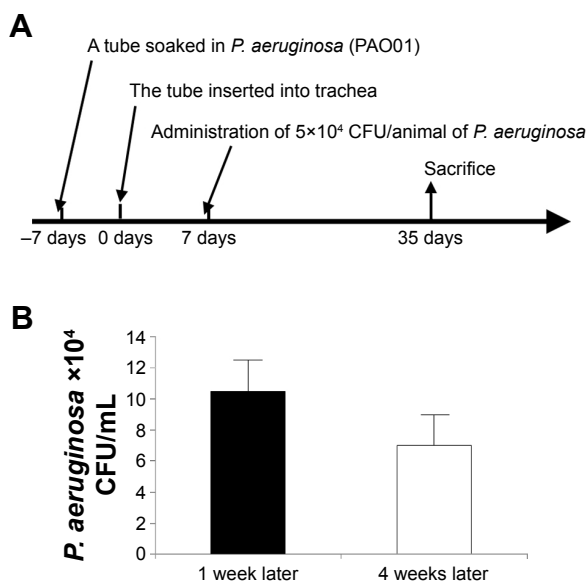 A
A tube soaked in P. aeruginosa (PAO01)
The tube inserted into trachea
Administration of 5×10⁴ CFU/animal of P. aeruginosa
Sacrifice
–7 days 0 days 7 days 35 days
B
P. aeruginosa ×10⁴
CFU/mL
14
12
10
8
6
4
2
0
1 week later 4 weeks later